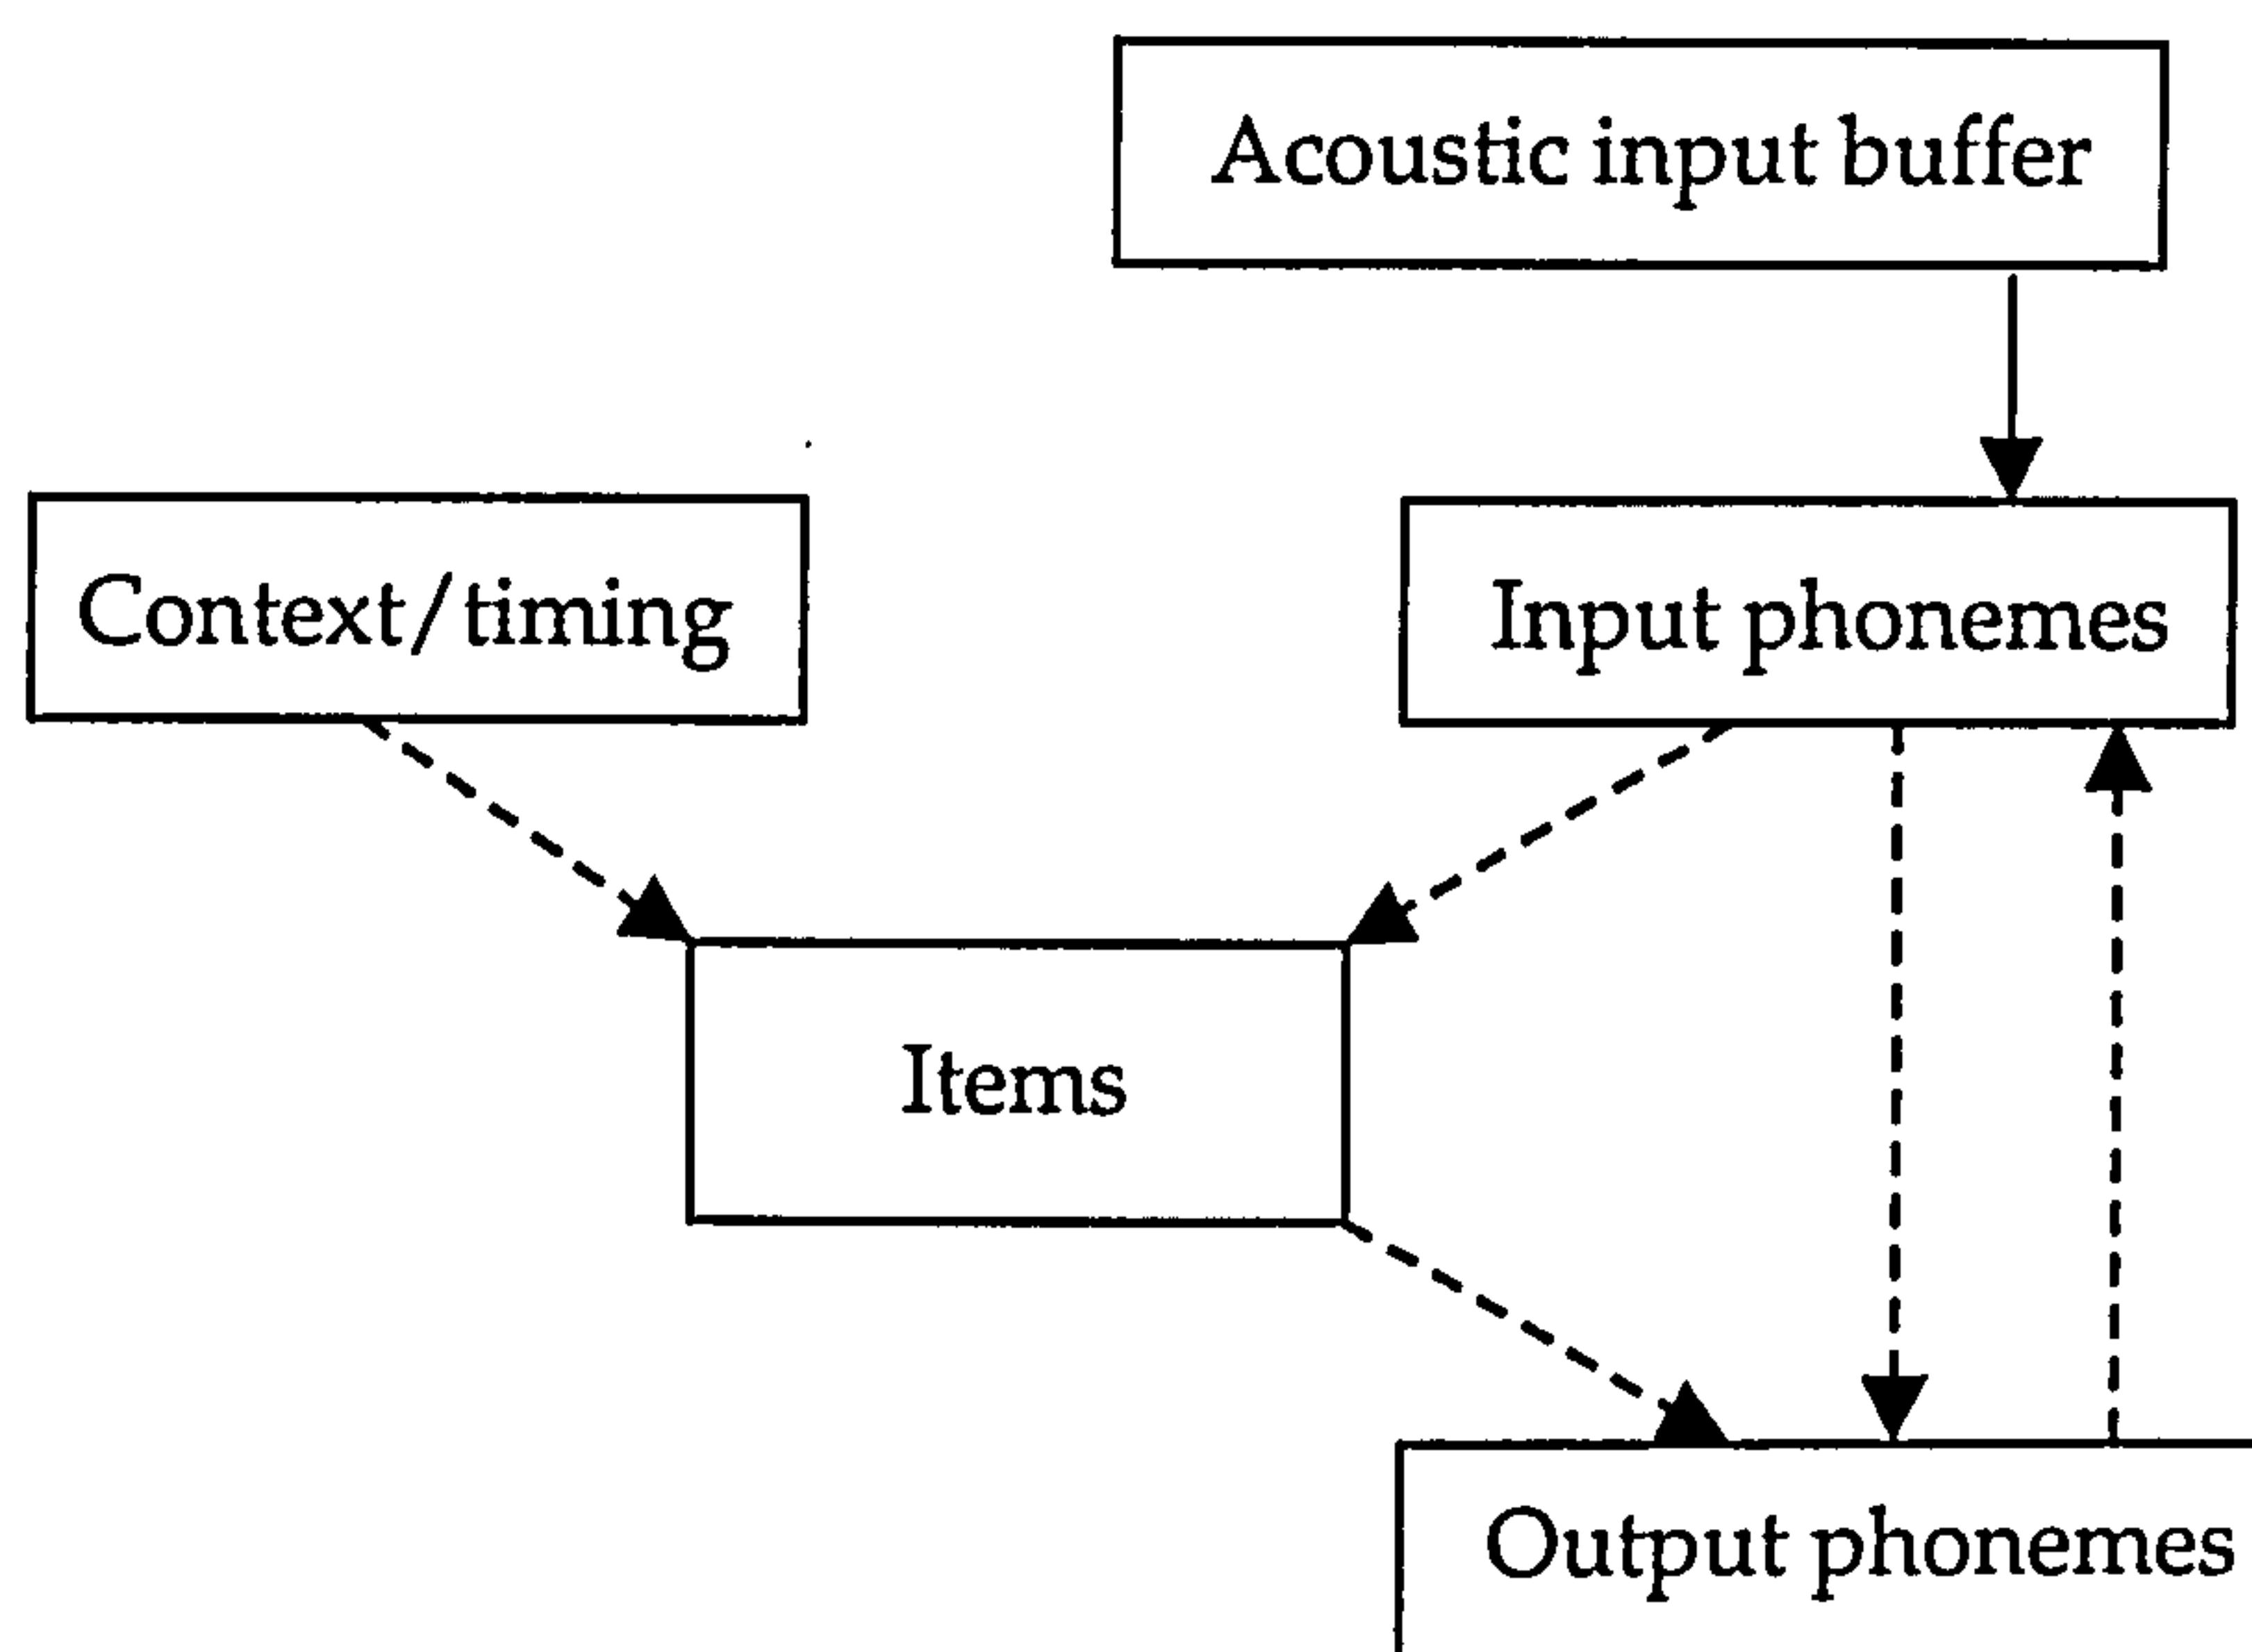 Acoustic input buffer
Context/timing
Input phonemes
Items
Output phonemes